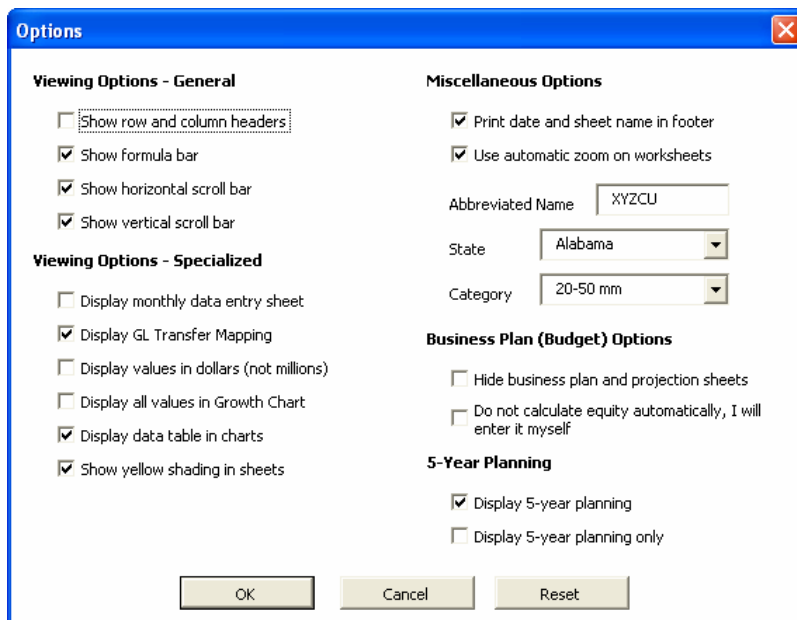 Options
Viewing Options - General
Show row and column headers
Show formula bar
Show horizontal scroll bar
Show vertical scroll bar
Viewing Options - Specialized
Display monthly data entry sheet
Display GL Transfer Mapping
Display values in dollars (not millions)
Display all values in Growth Chart
Display data table in charts
Show yellow shading in sheets
Miscellaneous Options
Print date and sheet name in footer
Use automatic zoom on worksheets
Abbreviated Name XYZCU
State Alabama
Category 20-50 mm
Business Plan (Budget) Options
Hide business plan and projection sheets
Do not calculate equity automatically, I will
enter it myself
5-Year Planning
Display 5-year planning
Display 5-year planning only
OK Cancel Reset